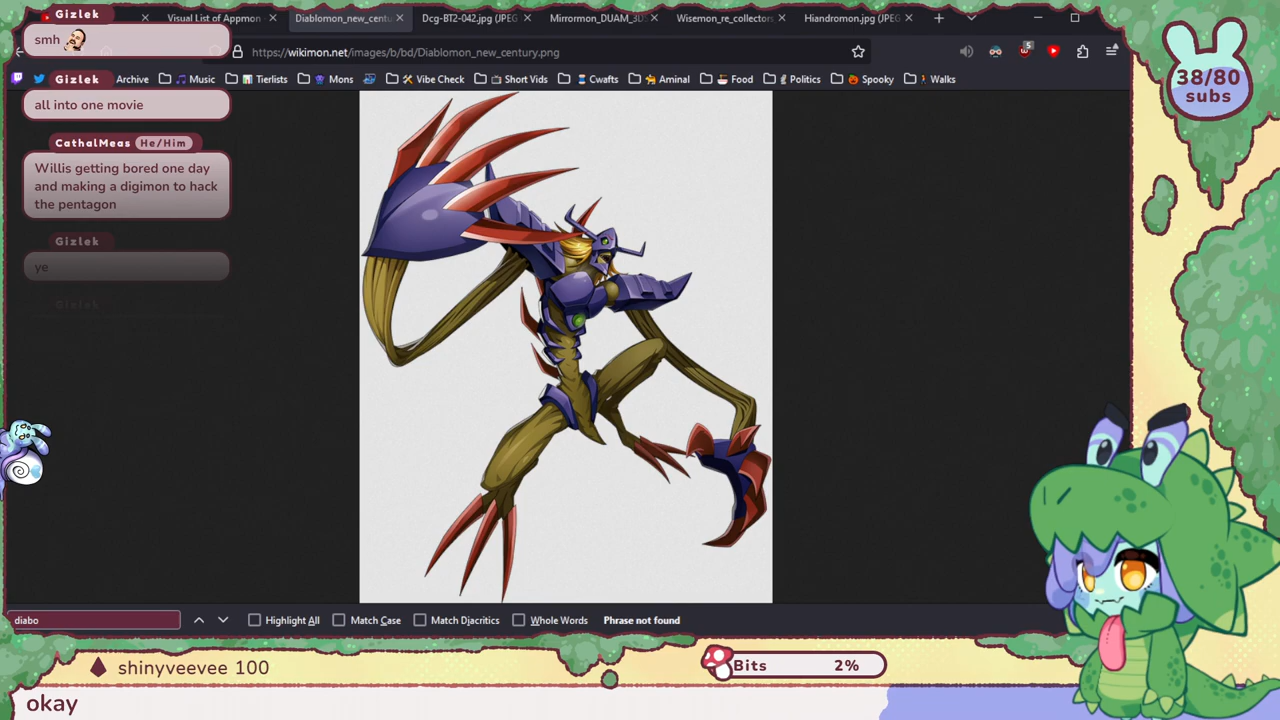 Gizlek
smh
Visual List of Appmon
Diablomon_new_centu
Dcg-BT2-042.jpg (JPEG
Mirrormon_DUAM_3DS
Wisemon_re_collectors
Hiandromon.jpg (JPEG
https://wikimon.net/images/b/bd/Diablomon_new_century.png
5
Gizlek
Archive
Music
Tierlists
Mons
Vibe Check
Short Vids
Cwafts
Aminal
Food
Politics
Spooky
Walks
38/80
subs
all into one movie
CathalMeas He/Him
Willis getting bored one day
and making a digimon to hack
the pentagon
Gizlek
ye
Gizlek
diabo
Highlight All
Match Case
Match Diacritics
Whole Words
Phrase not found
shinyveevee 100
Bits 2%
okay